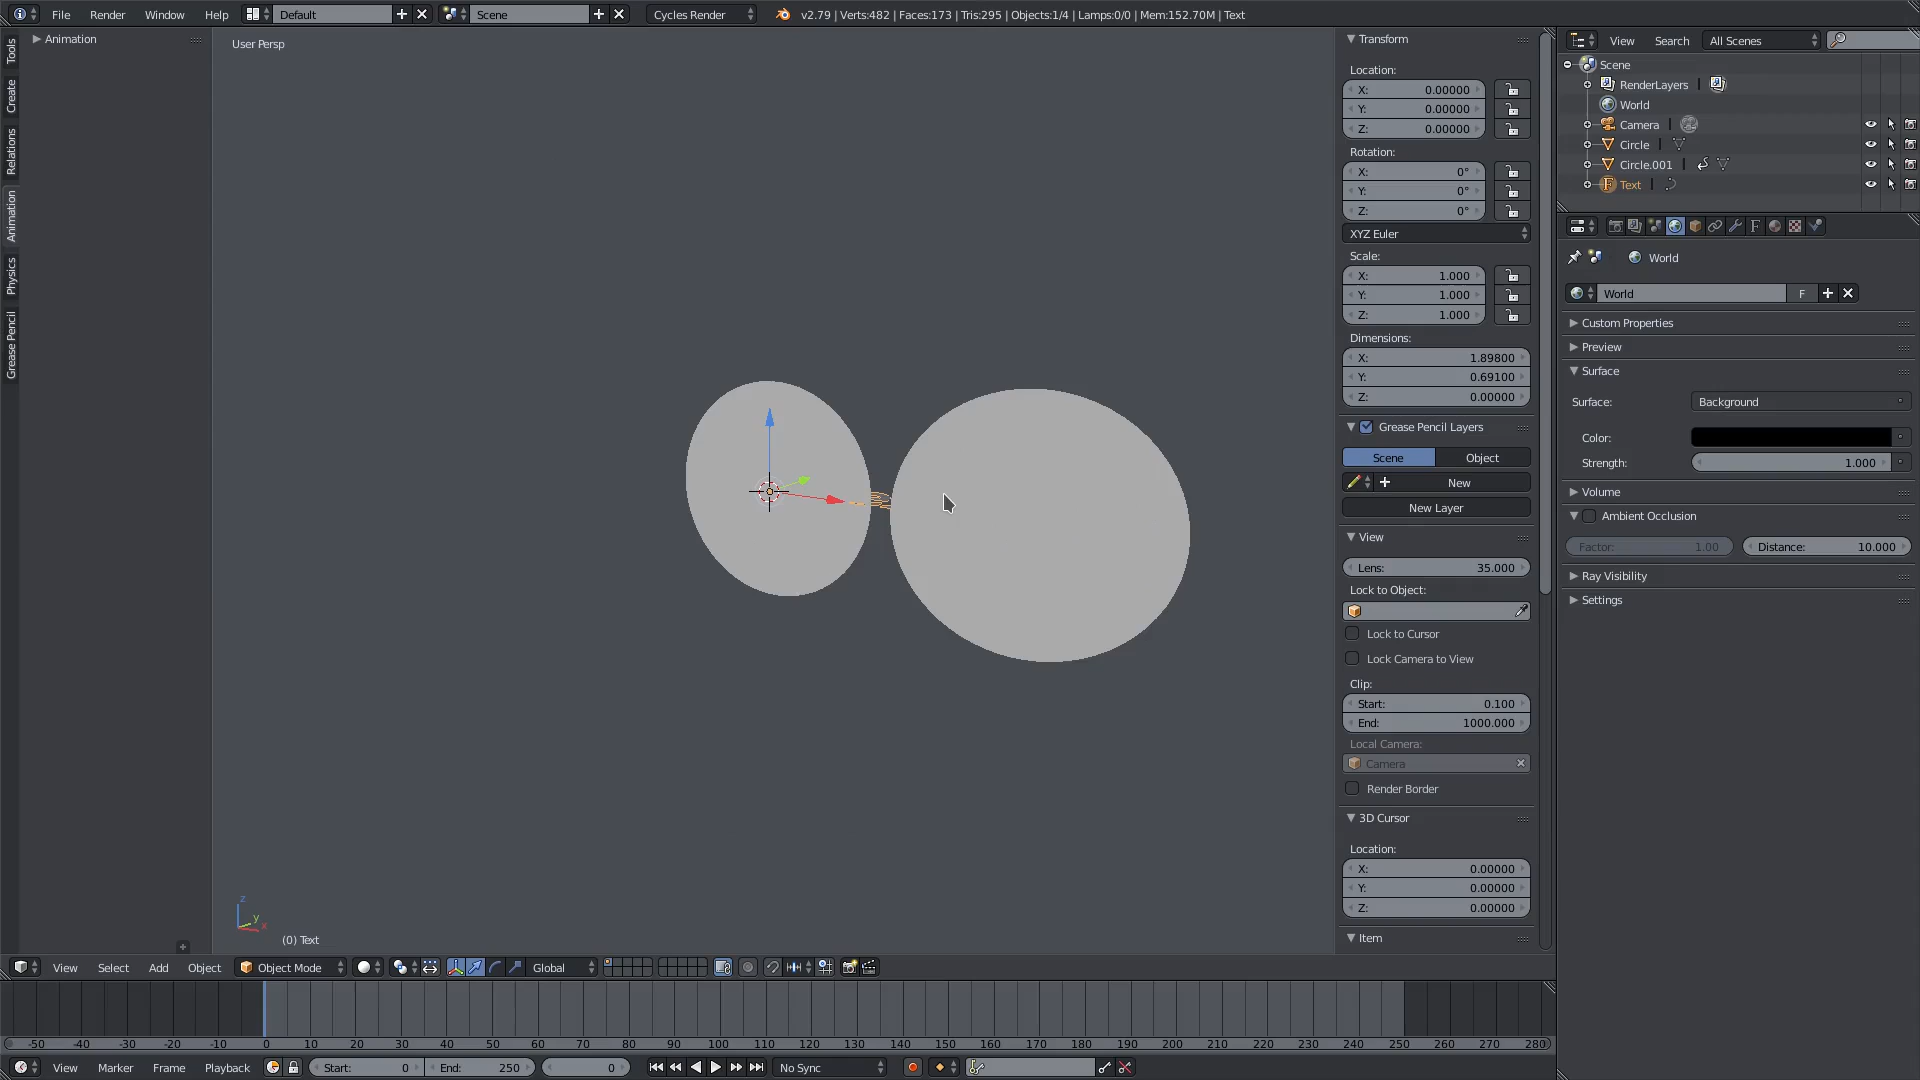 File Render Window Help Default Scene Cycles Render v2.79 | Verts:482 | Faces:173 | Tris:295 | Objects:1/4 | Lamps:0/0 | Mem:152.70M | Text
Tools
Create
Relations
Animation
Physics
Grease Pencil
Animation
User Persp
z
y
x
(0) Text
Transform
Location:
X: 0.00000
Y: 0.00000
Z: 0.00000
Rotation:
X: 0°
Y: 0°
Z: 0°
XYZ Euler
Scale:
X: 1.000
Y: 1.000
Z: 1.000
Dimensions:
X: 1.89800
Y: 0.69100
Z: 0.00000
Grease Pencil Layers
Scene Object
New
New Layer
View
Lens: 35.000
Lock to Object:
Lock to Cursor
Lock Camera to View
Clip:
Start: 0.100
End: 1000.000
Local Camera:
Camera
Render Border
3D Cursor
Location:
X: 0.00000
Y: 0.00000
Z: 0.00000
Item
View Search All Scenes
Scene
RenderLayers
World
Camera
Circle
Circle.001
Text
World
World F
Custom Properties
Preview
Surface
Surface: Background
Color:
Strength: 1.000
Volume
Ambient Occlusion
Factor: 1.00 Distance: 10.000
Ray Visibility
Settings
View Select Add Object Object Mode Global
-50 -40 -30 -20 -10 0 10 20 30 40 50 60 70 80 90 100 110 120 130 140 150 160 170 180 190 200 210 220 230 240 250 260 270 280
View Marker Frame Playback Start: 0 End: 250 0 No Sync